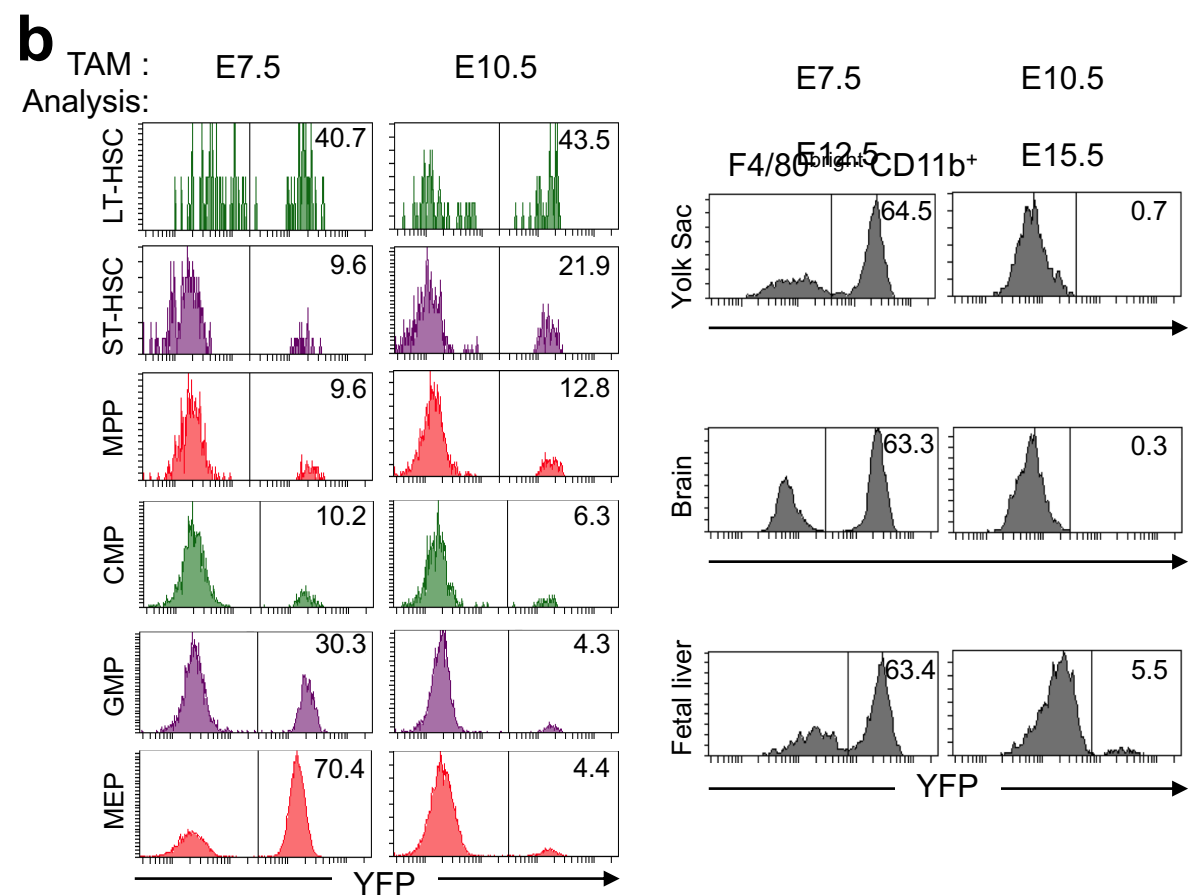 b
TAM : E7.5 E10.5
Analysis:
LT-HSC 40.7 43.5
ST-HSC 9.6 21.9
MPP 9.6 12.8
CMP 10.2 6.3
GMP 30.3 4.3
MEP 70.4 4.4
YFP
E7.5 E10.5
E12.5 E15.5
F4/80bright CD11b+
Yolk Sac 64.5 0.7
Brain 63.3 0.3
Fetal liver 63.4 5.5
YFP